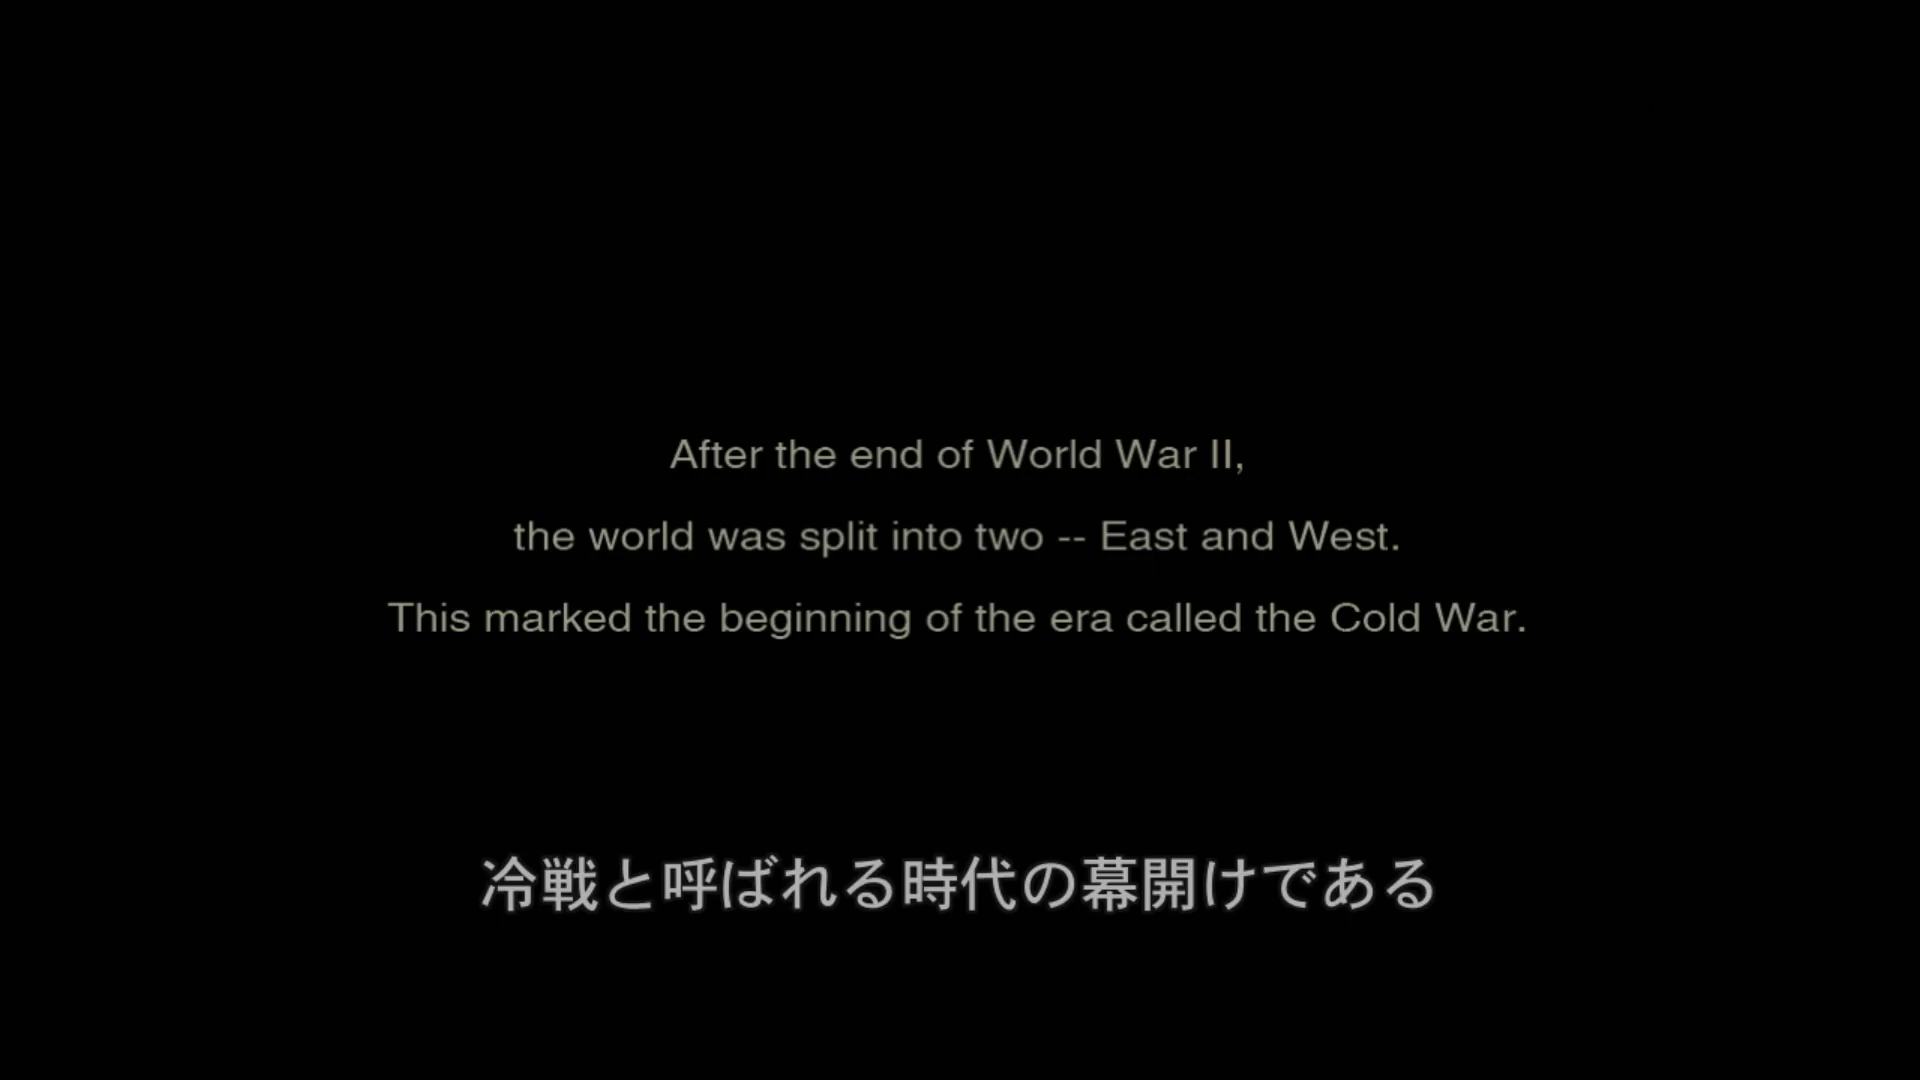 After the end of World War II,
the world was split into two -- East and West.
This marked the beginning of the era called the Cold War.
冷戦と呼ばれる時代の幕開けである